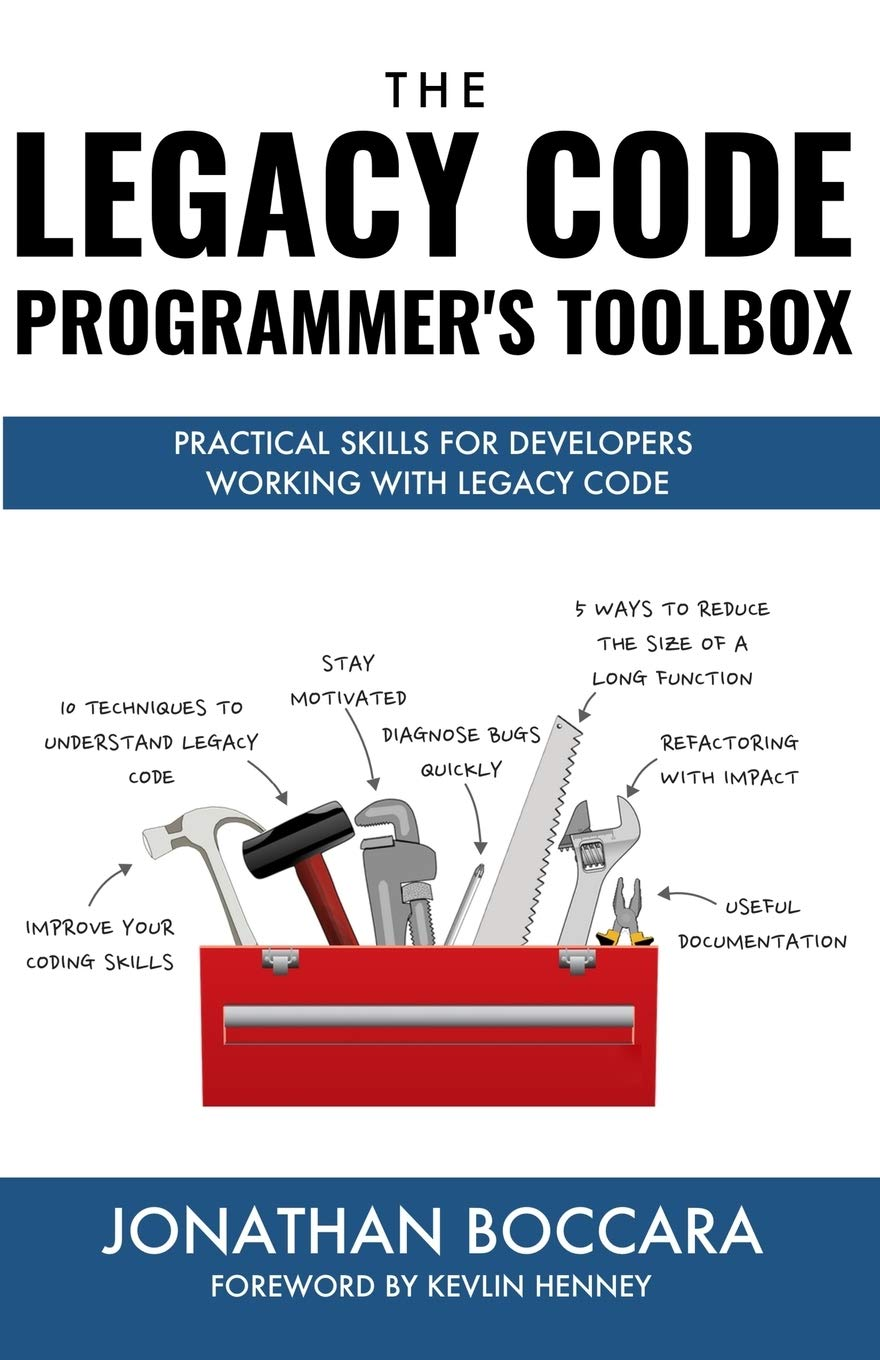 THE
LEGACY CODE
PROGRAMMER'S TOOLBOX
PRACTICAL SKILLS FOR DEVELOPERS
WORKING WITH LEGACY CODE
5 WAYS TO REDUCE
THE SIZE OF A
LONG FUNCTION
STAY
MOTIVATED
10 TECHNIQUES TO
UNDERSTAND LEGACY
CODE
DIAGNOSE BUGS
QUICKLY
REFACTORING
WITH IMPACT
IMPROVE YOUR
CODING SKILLS
USEFUL
DOCUMENTATION
JONATHAN BOCCARA
FOREWORD BY KEVLIN HENNEY